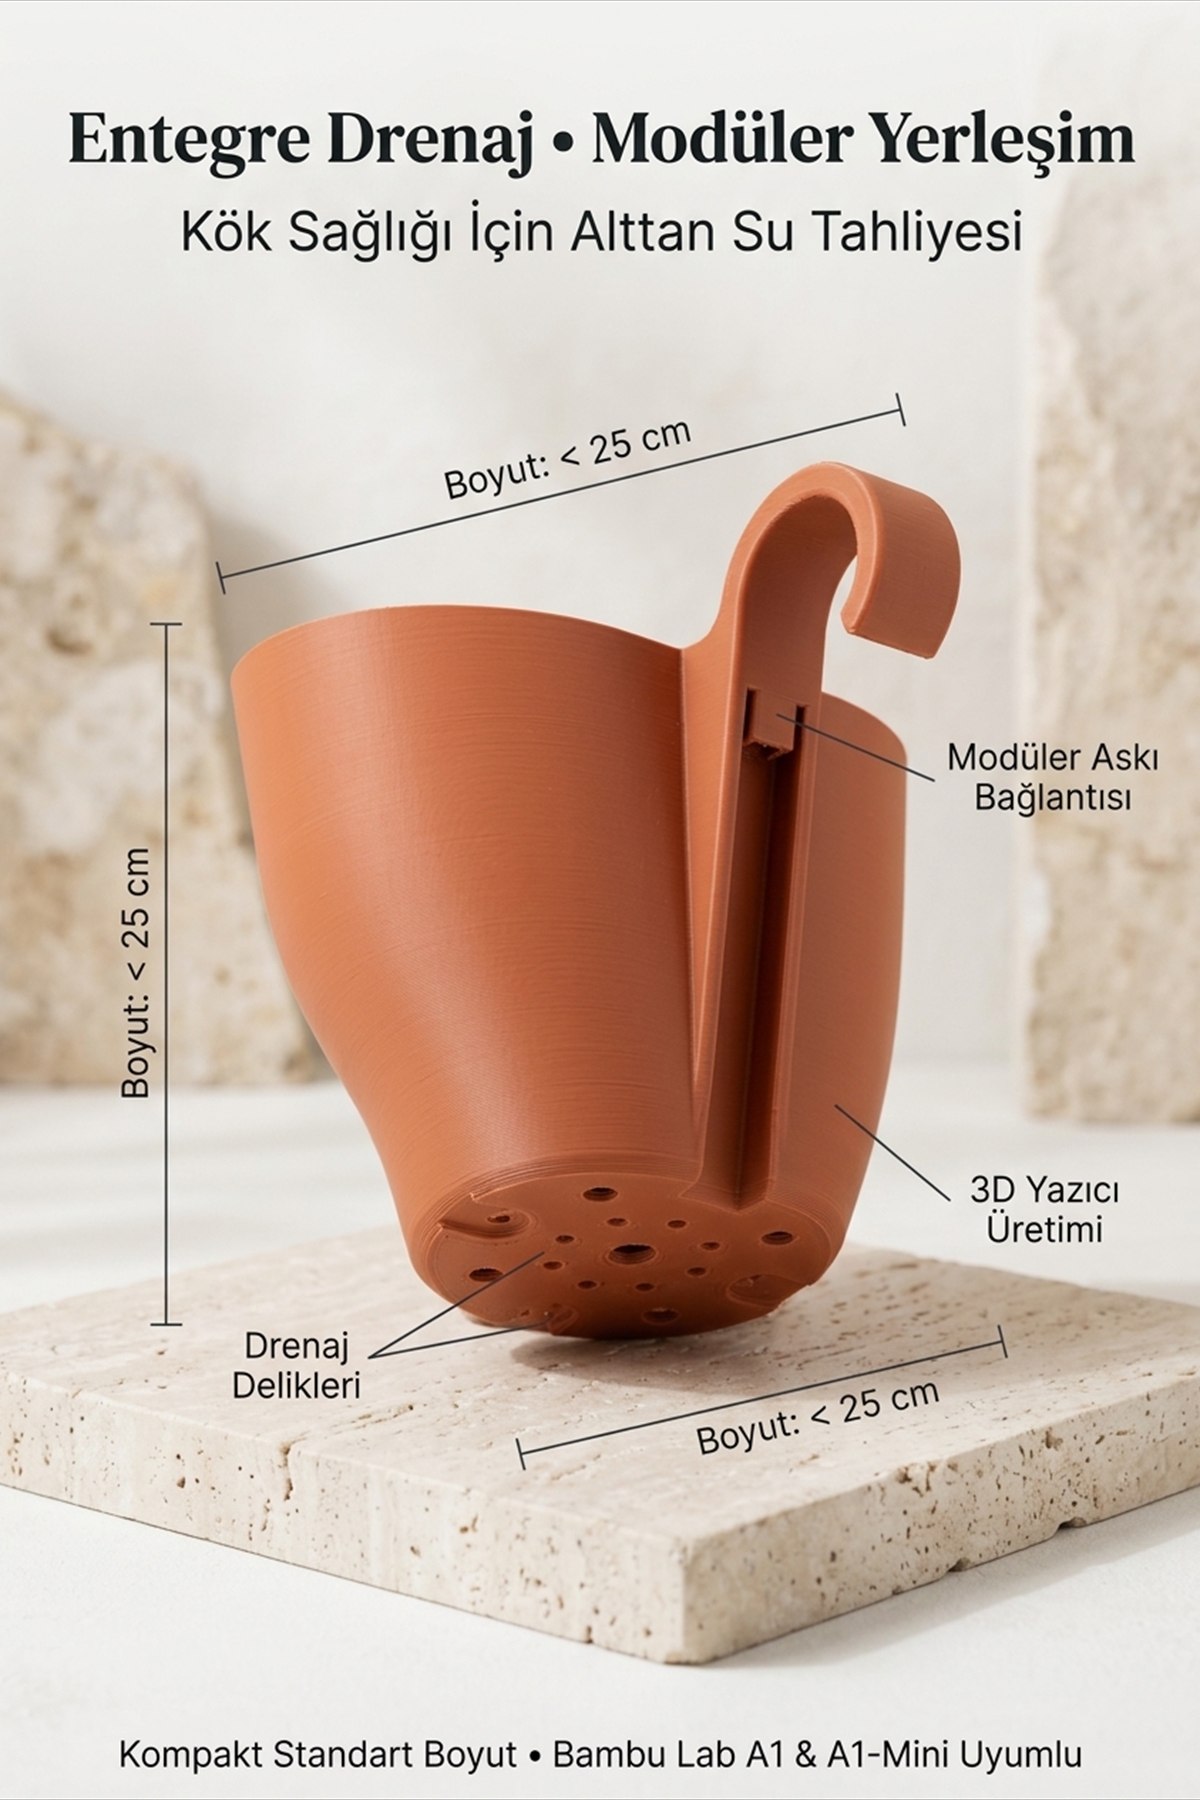 Entegre Drenaj • Modüler Yerleşim
Kök Sağlığı İçin Alttan Su Tahliyesi
Boyut: < 25 cm
Boyut: < 25 cm
Modüler Askı
Bağlantısı
3D Yazıcı
Üretimi
Drenaj
Delikleri
Boyut: < 25 cm
Kompakt Standart Boyut • Bambu Lab A1 & A1-Mini Uyumlu